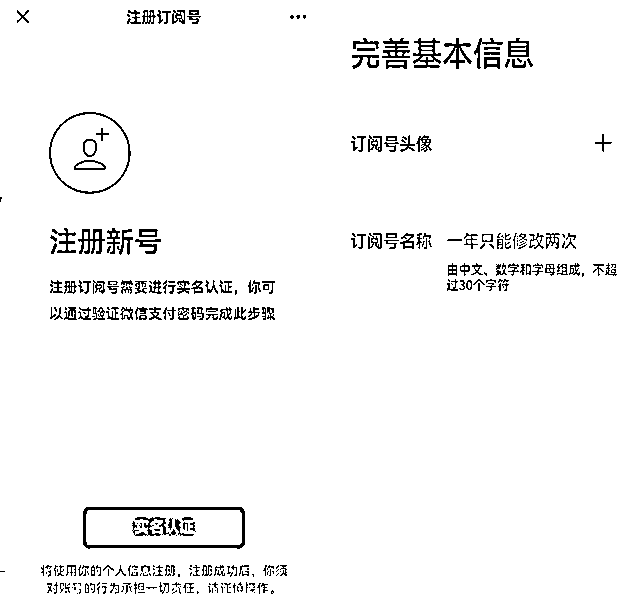 注册订阅号
注册新号
注册订阅号需要进行实名认证，你可
以通过验证微信支付密码完成此步骤
实名认证
将使用你的个人信息注册，注册成功后，你须
对账号的行为承担一切责任，请谨慎操作。
完善基本信息
订阅号头像
订阅号名称 一年只能修改两次
由中文、数字和字母组成，不超
过30个字符